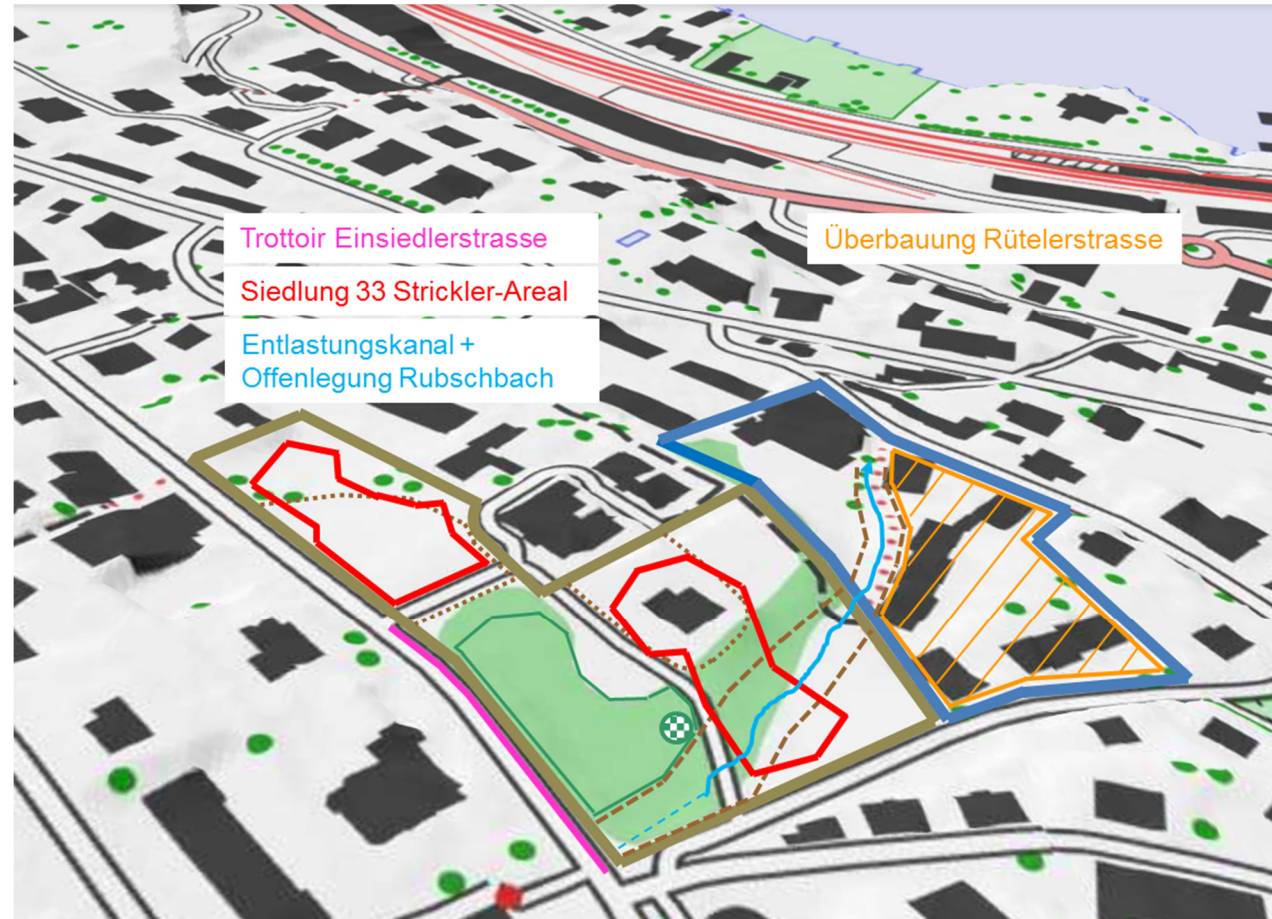 Trottoir Einsiedlerstrasse
Überbauung Rütelerstrasse
Siedlung 33 Strickler-Areal
Entlastungskanal +
Offenlegung Rubschbach